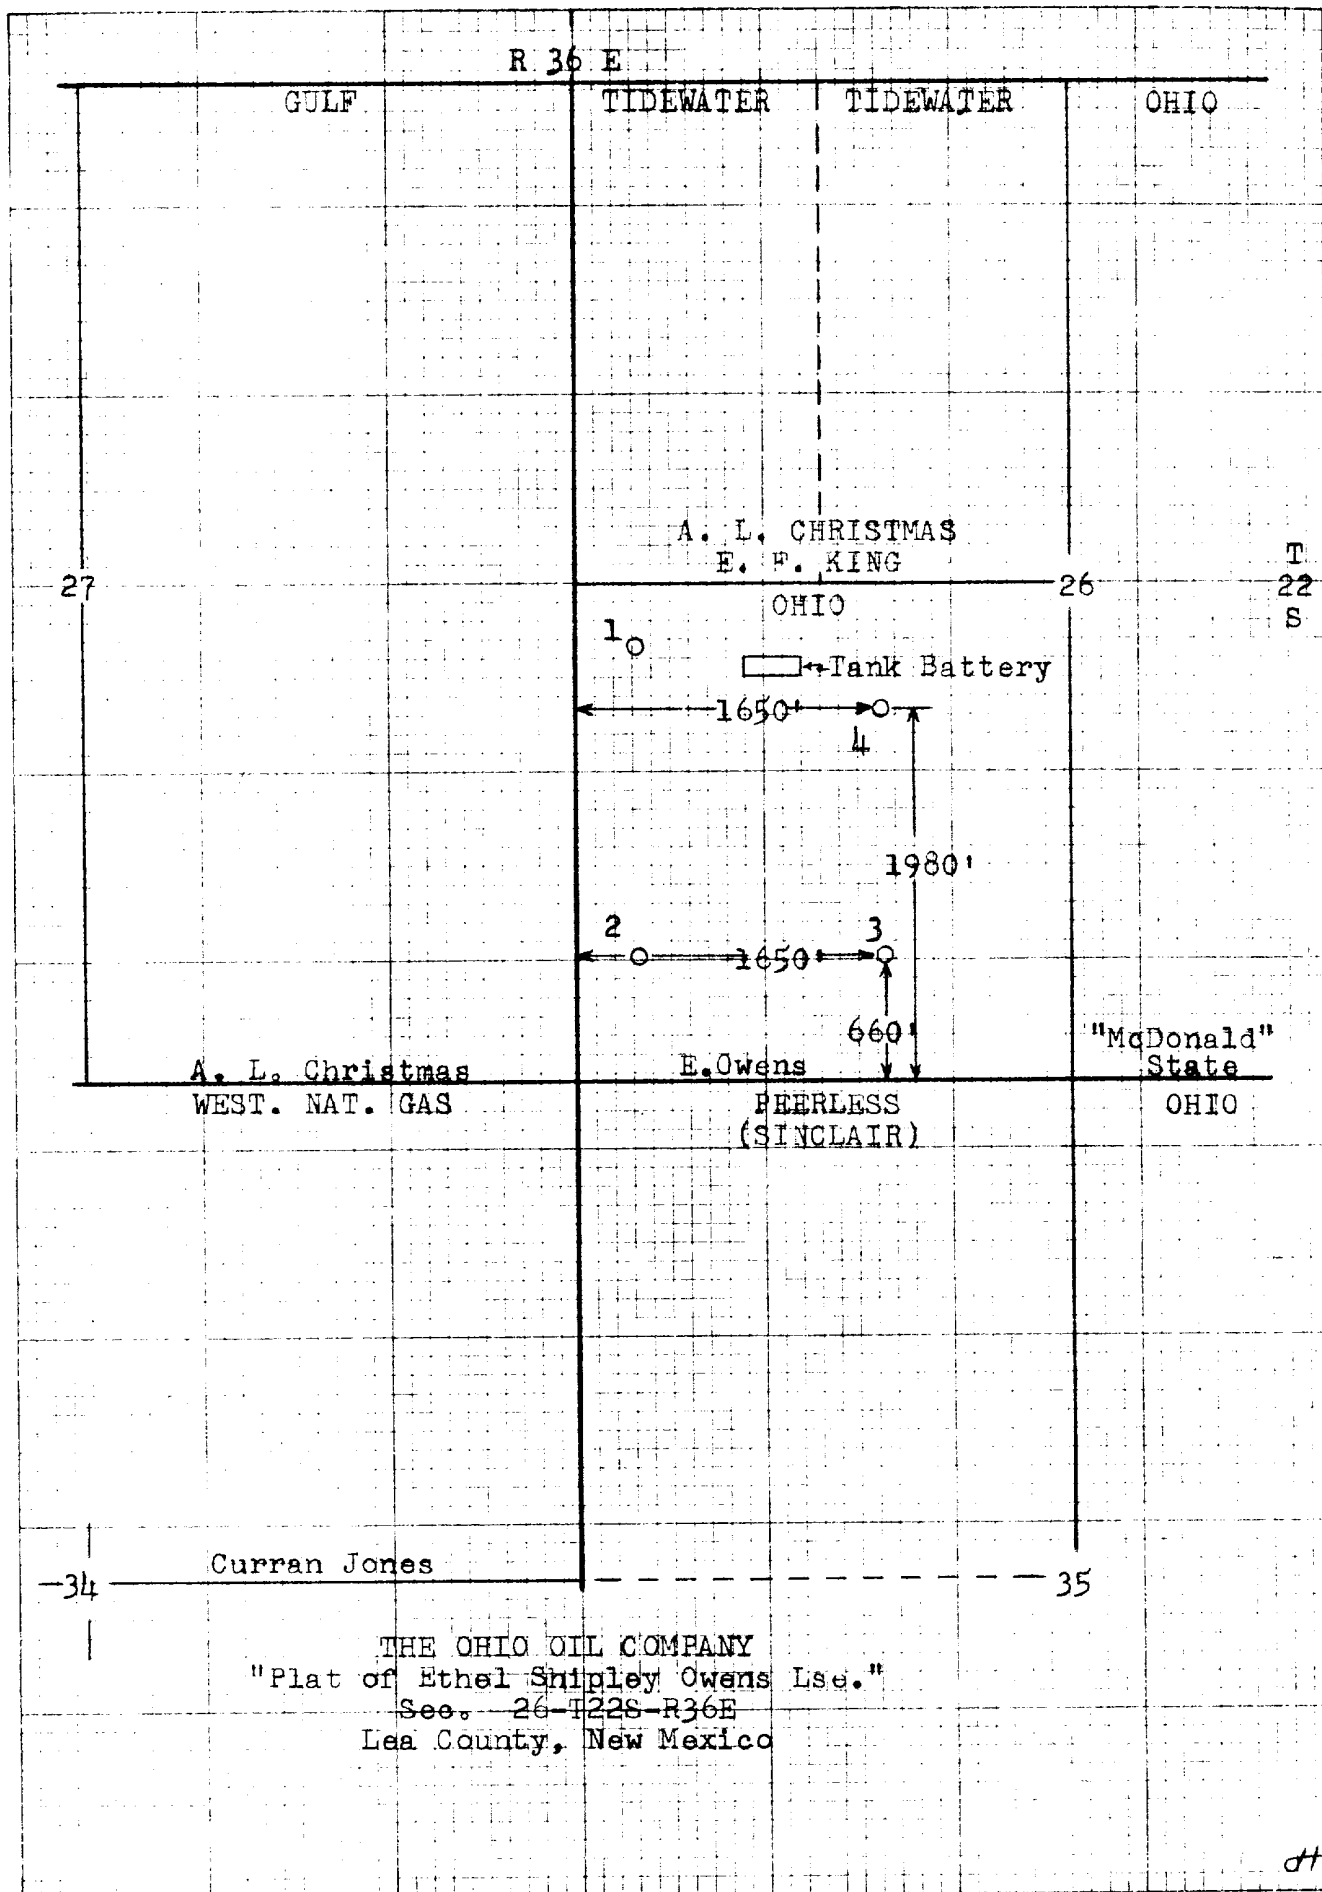 R 36 E
GULF TIDEWATER TIDEWATER OHIO
A. L. CHRISTMAS
E. F. KING
27 26 T
22
S
OHIO
1
Tank Battery
1650'
4
1980'
2 3
1650'
660'
"McDonald"
A. L. Christmas E.Owens State
WEST. NAT. GAS PEERLESS OHIO
(SINCLAIR)
Curran Jones
34 35
THE OHIO OIL COMPANY
"Plat of Ethel Shipley Owens Lse."
Sec. 26-T22S-R36E
Lea County, New Mexico